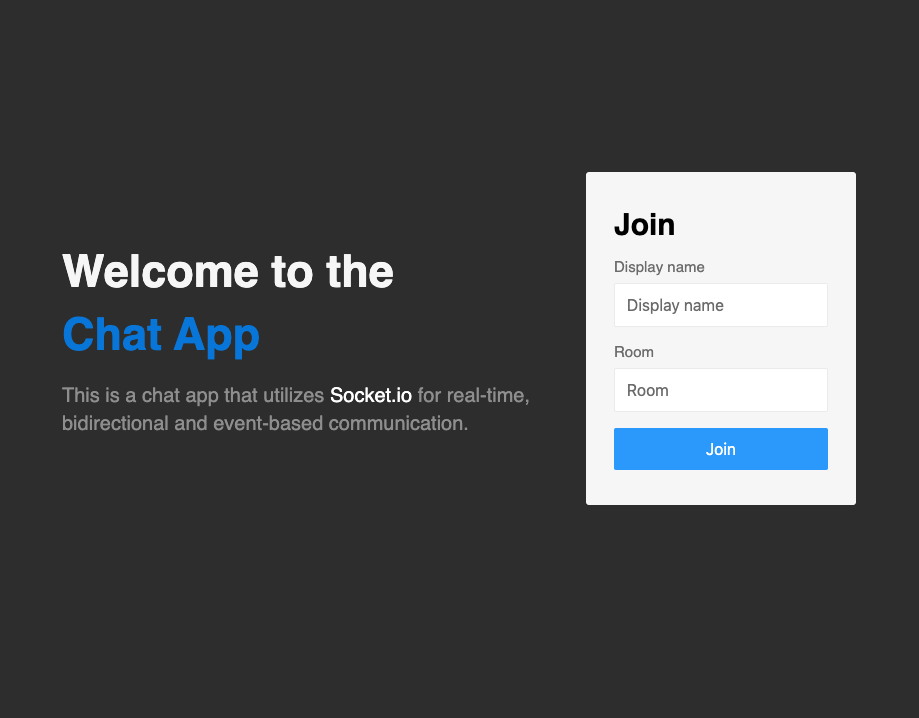 Welcome to the
Chat App
This is a chat app that utilizes Socket.io for real-time,
bidirectional and event-based communication.
Join
Display name
Display name
Room
Room
Join